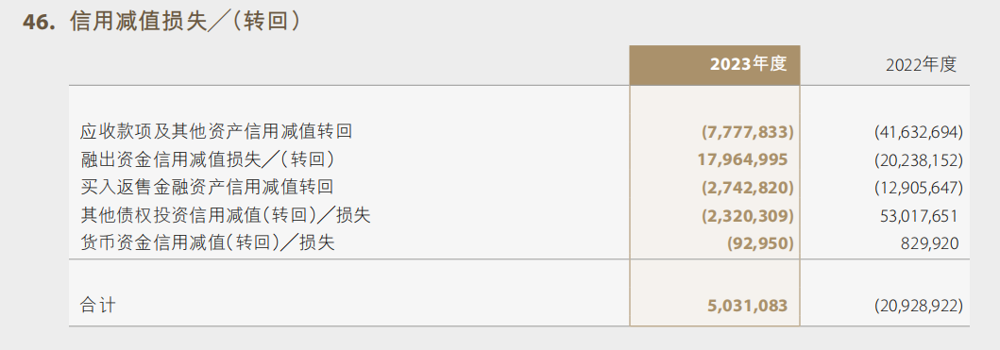 46. 信用减值损失／（转回）
2023年度 2022年度
应收款项及其他资产信用减值转回 (7,777,833) (41,632,694)
融出资金信用减值损失／（转回） 17,964,995 (20,238,152)
买入返售金融资产信用减值转回 (2,742,820) (12,905,647)
其他债权投资信用减值（转回）／损失 (2,320,309) 53,017,651
货币资金信用减值（转回）／损失 (92,950) 829,920
合计 5,031,083 (20,928,922)